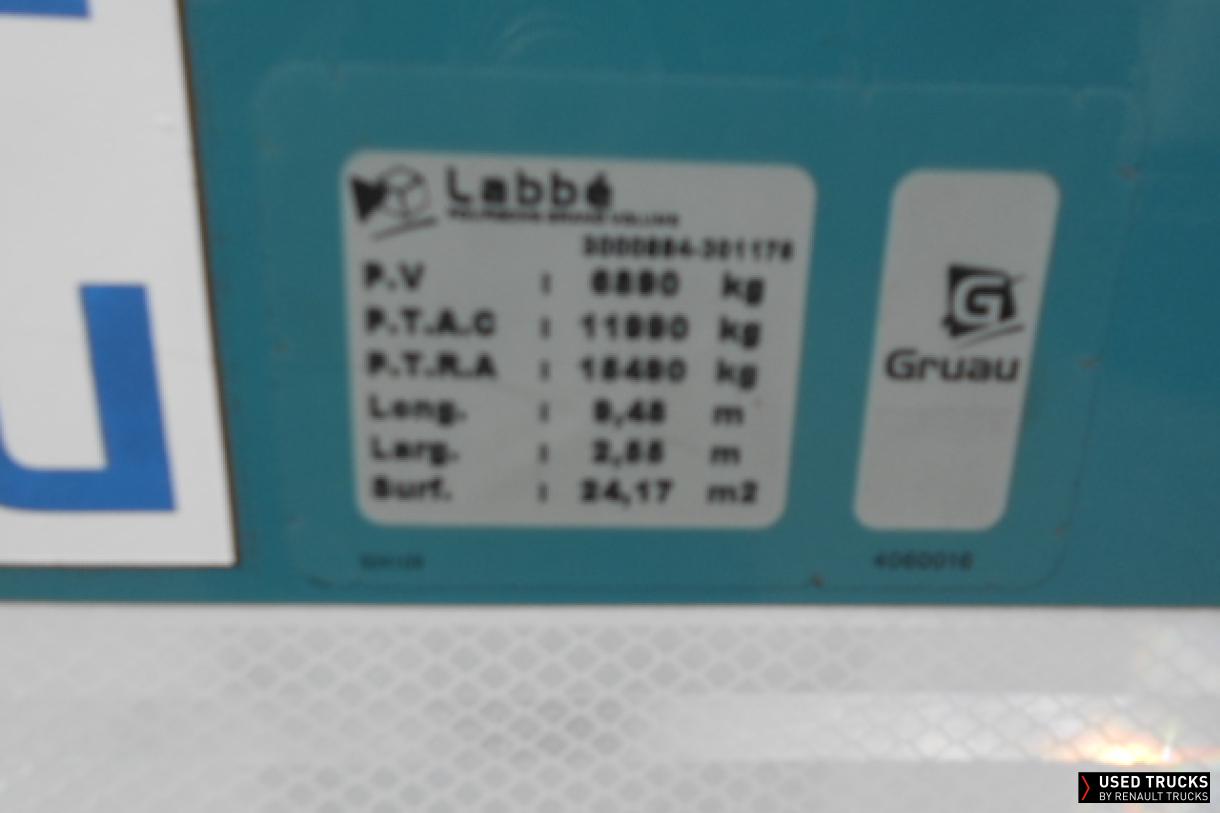 Labbé
P.V : 6890 kg
P.T.A.C : 11990 kg
P.T.R.A : 15490 kg
Long. : 9,48 m
Larg. : 2,55 m
Surf. : 24,17 m2
Gruau
4060016
USED TRUCKS
BY RENAULT TRUCKS